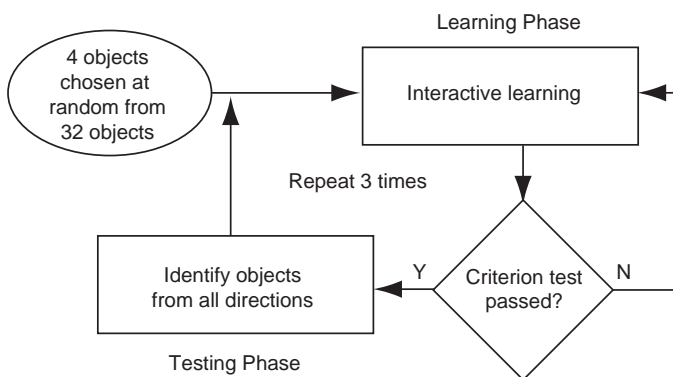 Learning Phase
4 objects
chosen at
random from
32 objects
Interactive learning
Repeat 3 times
Criterion test
passed?
Y
N
Identify objects
from all directions
Testing Phase